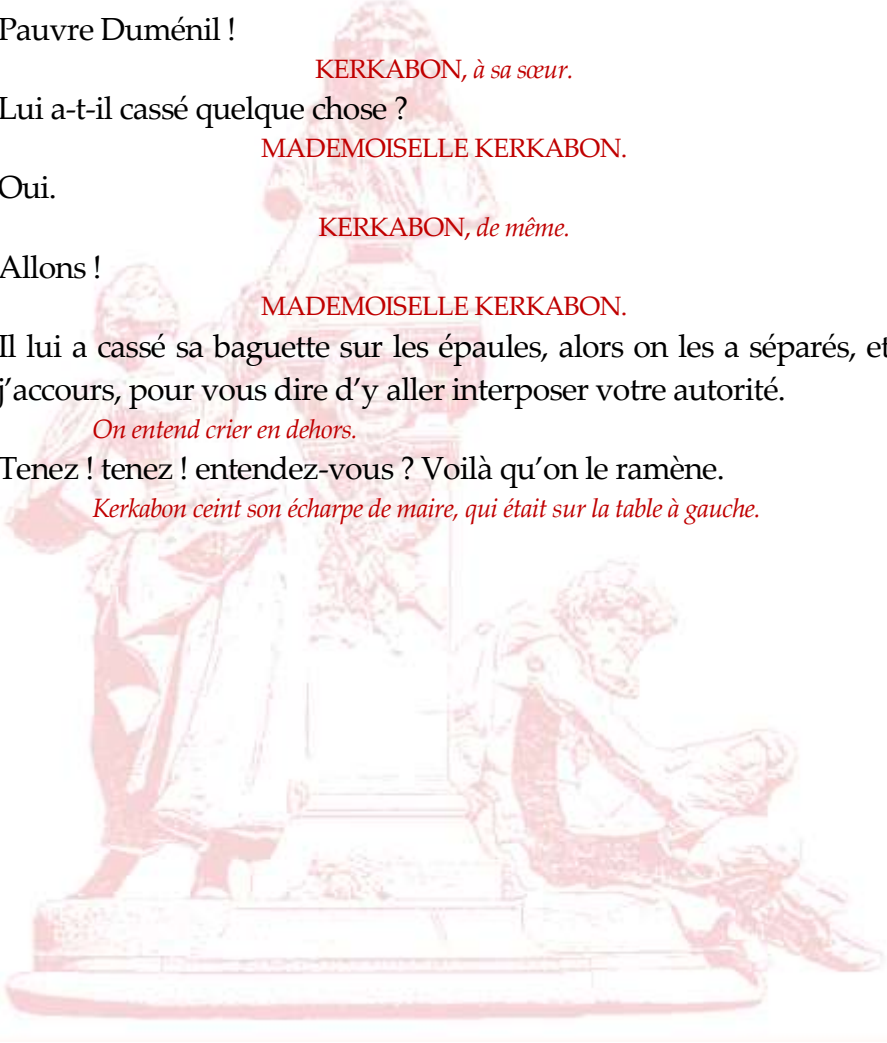 Pauvre Duménil !
KERKABON, à sa sœur.
Lui a-t-il cassé quelque chose ?
MADEMOISELLE KERKABON.
Oui.
KERKABON, de même.
Allons !
MADEMOISELLE KERKABON.
Il lui a cassé sa baguette sur les épaules, alors on les a séparés, et
j’accours, pour vous dire d’y aller interposer votre autorité.
On entend crier en dehors.
Tenez ! tenez ! entendez-vous ? Voilà qu’on le ramène.
Kerkabon ceint son écharpe de maire, qui était sur la table à gauche.